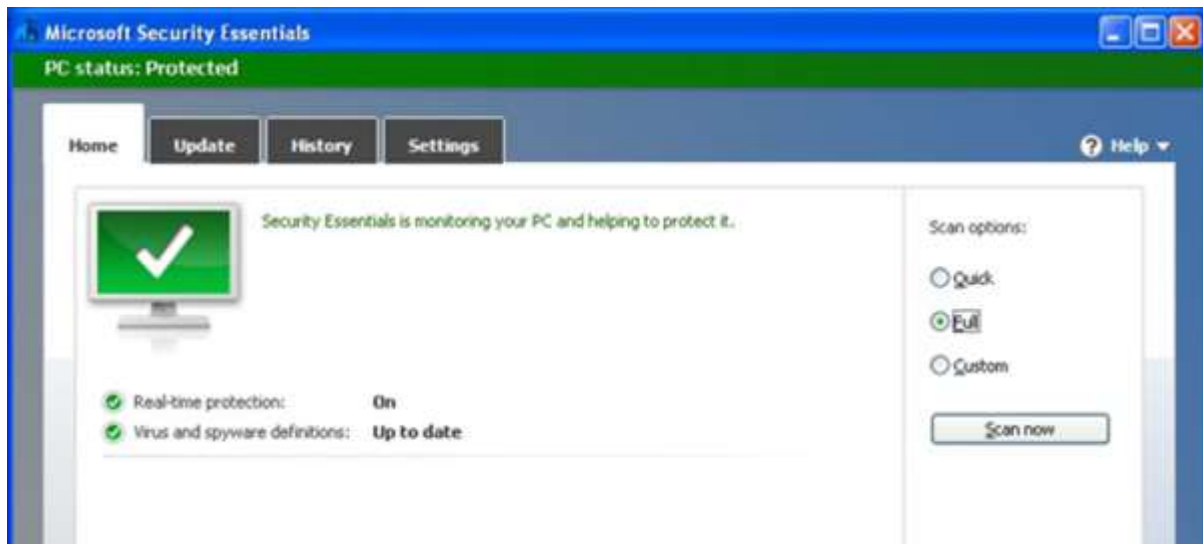 Microsoft Security Essentials
PC status: Protected
Home Update History Settings Help
Security Essentials is monitoring your PC and helping to protect it.
Scan options:
Quick
Full
Custom
Real-time protection: On
Virus and spyware definitions: Up to date
Scan now